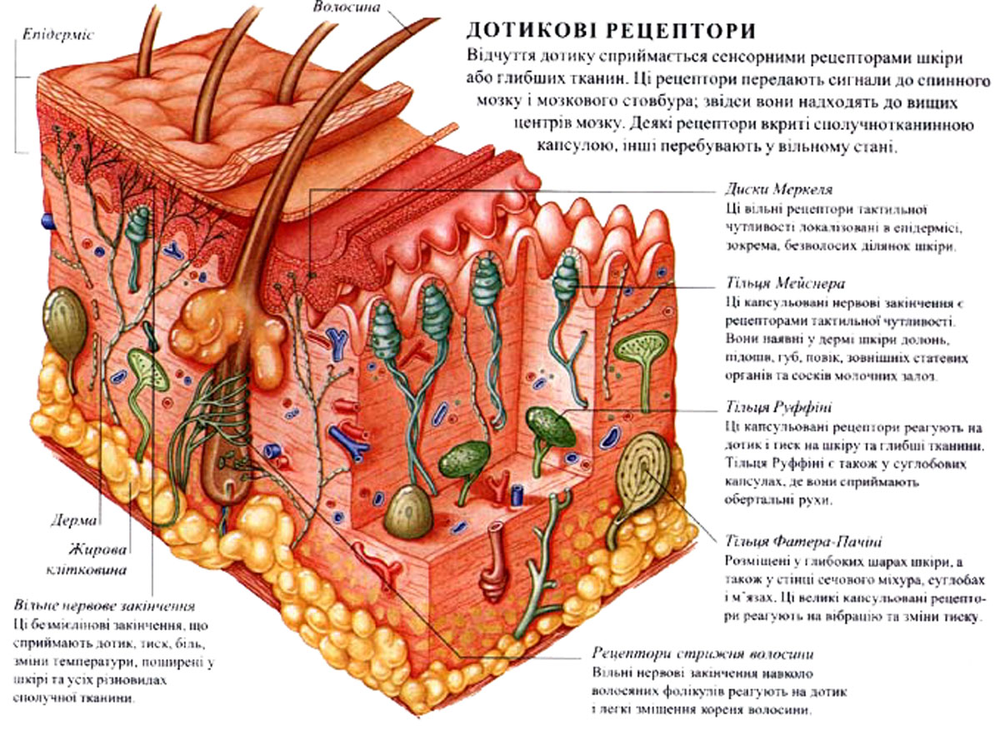 Волосина
Епідерміс
ДОТИКОВІ РЕЦЕПТОРИ
Відчуття дотику сприймається сенсорними рецепторами шкіри
або глибших тканин. Ці рецептори передають сигнали до спинного
мозку і мозкового стовбура; звідси вони надходять до вищих
центрів мозку. Деякі рецептори вкриті сполучнотканинною
капсулою, інші перебувають у вільному стані.
Диски Меркеля
Ці вільні рецептори тактильної
чутливості локалізовані в епідермісі,
зокрема, безволосих ділянок шкіри.
Тільця Мейснера
Ці капсульовані нервові закінчення є
рецепторами тактильної чутливості.
Вони наявні у дермі шкіри долонь,
підошв, губ, повік, зовнішніх статевих
органів та сосків молочних залоз.
Тільця Руффіні
Ці капсульовані рецептори реагують на
дотик і тиск на шкіру та глибші тканини.
Тільця Руффіні є також у суглобових
капсулах, де вони сприймають
обертальні рухи.
Тільця Фатера-Пачіні
Розміщені у глибоких шарах шкіри, а
також у стінці сечового міхура, суглобах
і м'язах. Ці великі капсульовані рецепто-
ри реагують на вібрацію та зміни тиску.
Дерма
Жирова
клітковина
Вільне нервове закінчення
Ці безмієлінові закінчення, що
сприймають дотик, тиск, біль,
зміни температури, поширені у
шкірі та усіх різновидах
сполучної тканини.
Рецептори стрижня волосини
Вільні нервові закінчення навколо
волосяних фолікулів реагують на дотик
і легкі зміщення кореня волосини.